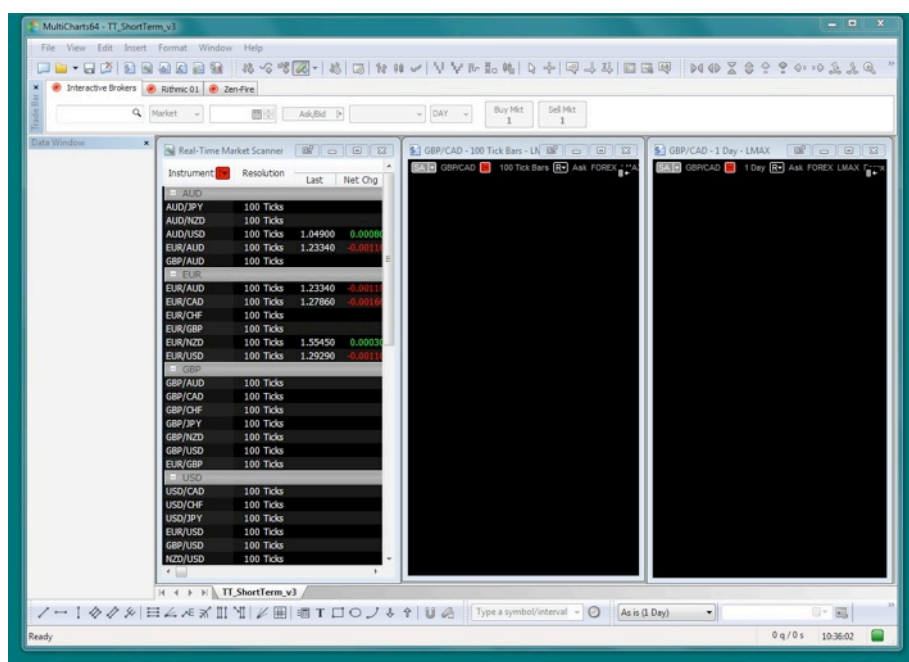 MultiCharts64 - TT_ShortTerm_v3
File View Edit Insert Format Window Help
Interactive Brokers Rithmic 01 Zen-Fire
Trade Bar
Market Ask/Bid DAY Buy Mkt 1 Sell Mkt 1
Data Window
Real-Time Market Scanner
Instrument Resolution Last Net Chg
AUD
AUD/JPY 100 Ticks
AUD/NZD 100 Ticks
AUD/USD 100 Ticks 1.04900 0.0008
EUR/AUD 100 Ticks 1.23340 -0.0011
GBP/AUD 100 Ticks
EUR
EUR/AUD 100 Ticks 1.23340 -0.0011
EUR/CAD 100 Ticks 1.27860 -0.0016
EUR/CHF 100 Ticks
EUR/GBP 100 Ticks
EUR/NZD 100 Ticks 1.55450 0.0003
EUR/USD 100 Ticks 1.29290 -0.0011
GBP
GBP/AUD 100 Ticks
GBP/CAD 100 Ticks
GBP/CHF 100 Ticks
GBP/JPY 100 Ticks
GBP/NZD 100 Ticks
GBP/USD 100 Ticks
EUR/GBP 100 Ticks
USD
USD/CAD 100 Ticks
USD/CHF 100 Ticks
USD/JPY 100 Ticks
EUR/USD 100 Ticks
GBP/USD 100 Ticks
NZD/USD 100 Ticks
GBP/CAD - 100 Tick Bars - LM
SA GBP/CAD 100 Tick Bars R Ask FOREX
GBP/CAD - 1 Day - LMAX
SA GBP/CAD 1 Day R Ask FOREX LMAX
TT_ShortTerm_v3
Type a symbol/interval As is (1 Day)
Ready 0 q / 0 s 10:36:02